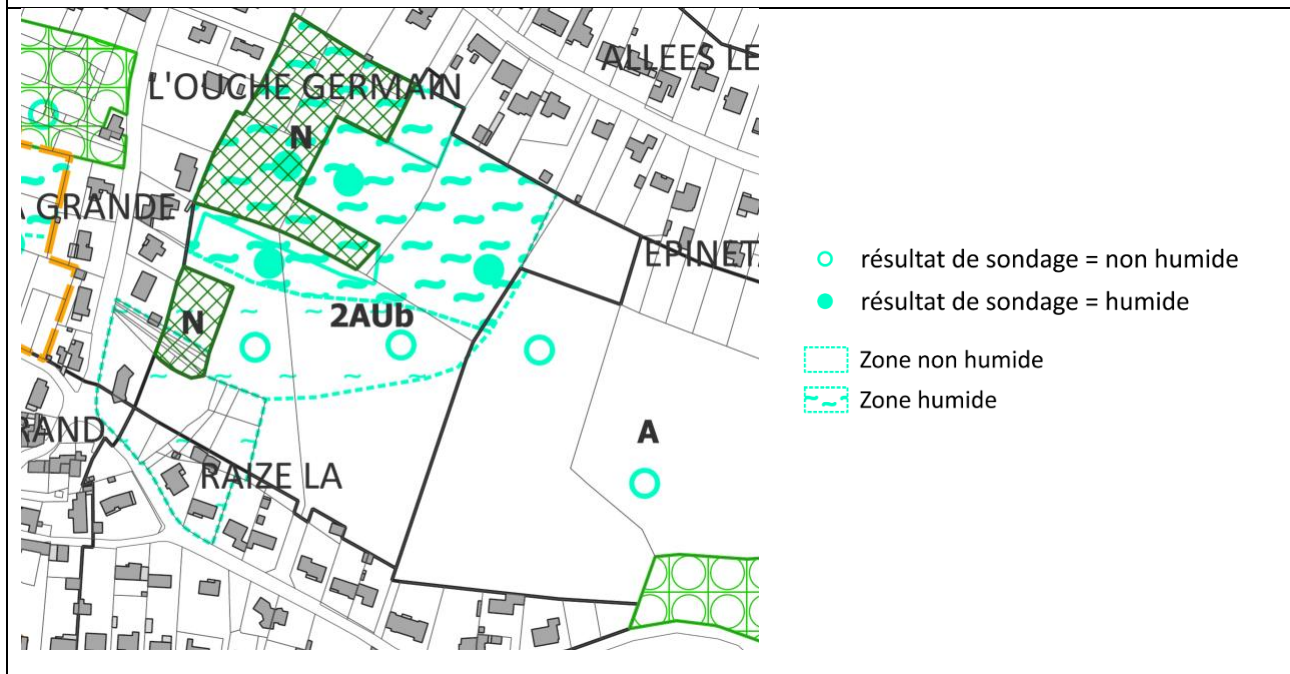 ALLEES LE
L'OUCHE GERMAIN
N
A GRANDE
EPINET
N
2AUb
A
RAND
RAIZE LA
résultat de sondage = non humide
résultat de sondage = humide
Zone non humide
Zone humide